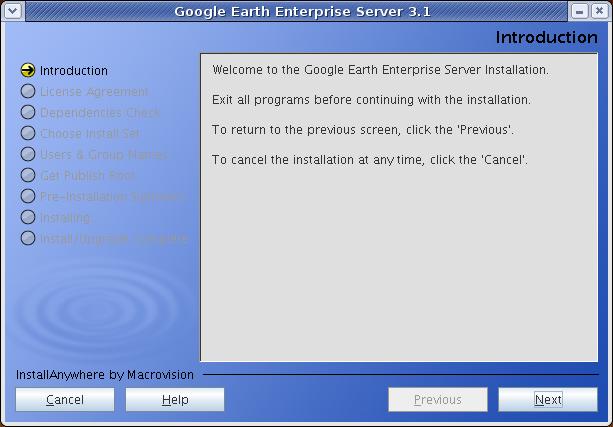 Google Earth Enterprise Server 3.1
Introduction
Introduction
License Agreement
Dependencies Check
Choose Install Set
Users & Group Names
Get Publish Root
Pre-Installation Summary
Installing...
Install/Upgrade Complete
Welcome to the Google Earth Enterprise Server Installation.
Exit all programs before continuing with the installation.
To return to the previous screen, click the 'Previous'.
To cancel the installation at any time, click the 'Cancel'.
InstallAnywhere by Macrovision
Cancel
Help
Previous
Next